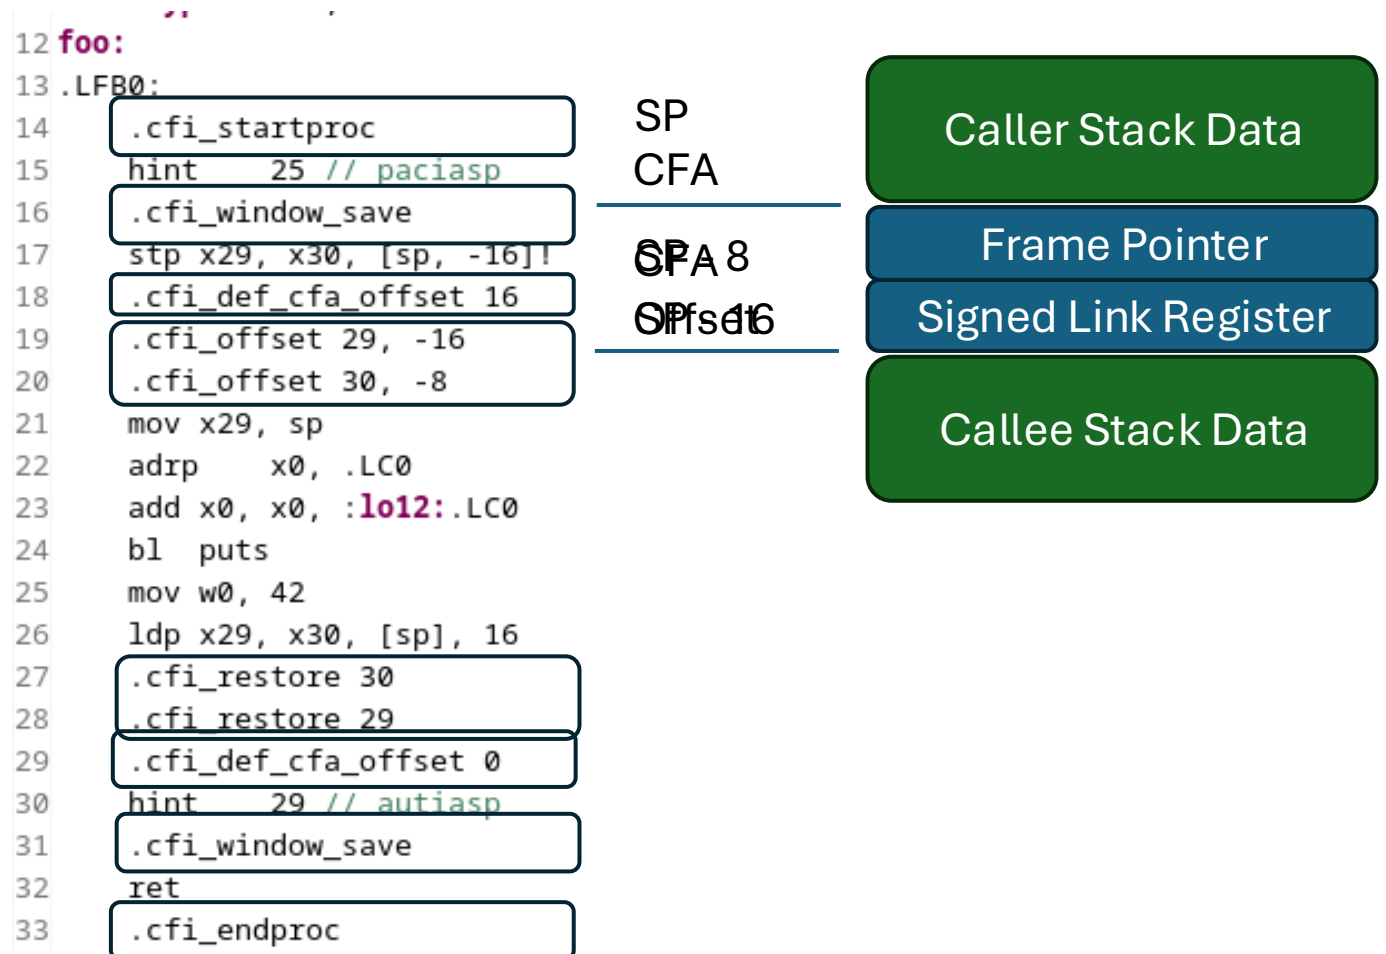 12 foo:
13 .LFB0:
14 .cfi_startproc
15 hint 25 // paciasp
16 .cfi_window_save
17 stp x29, x30, [sp, -16]!
18 .cfi_def_cfa_offset 16
19 .cfi_offset 29, -16
20 .cfi_offset 30, -8
21 mov x29, sp
22 adrp x0, .LC0
23 add x0, x0, :lo12:.LC0
24 bl puts
25 mov w0, 42
26 ldp x29, x30, [sp], 16
27 .cfi_restore 30
28 .cfi_restore 29
29 .cfi_def_cfa_offset 0
30 hint 29 // autiasp
31 .cfi_window_save
32 ret
33 .cfi_endproc
SP
CFA
SP - 8
CFA
Offset
Caller Stack Data
Frame Pointer
Signed Link Register
Callee Stack Data